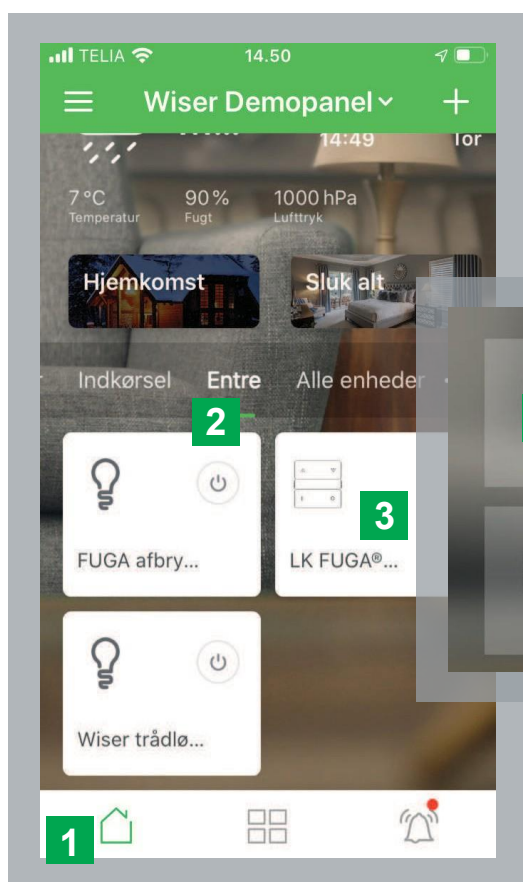 TELIA 14.50
Wiser Demopanel
14:49 Tor
7 °C 90 % 1000 hPa
Temperatur Fugt Lufttryk
Hjemkomst Sluk alt
Indkørsel Entre Alle enheder
2
3
FUGA afbry... LK FUGA®...
Wiser trådlø...
1